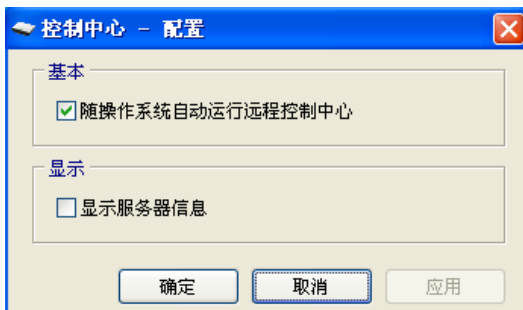 控制中心 - 配置
基本
随操作系统自动运行远程控制中心
显示
显示服务器信息
确定 取消 应用